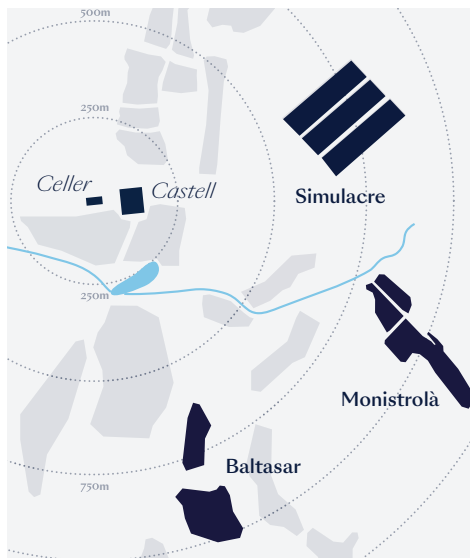 500m
250m
Celler
Castell
Simulacre
250m
Monistrolà
Baltasar
750m